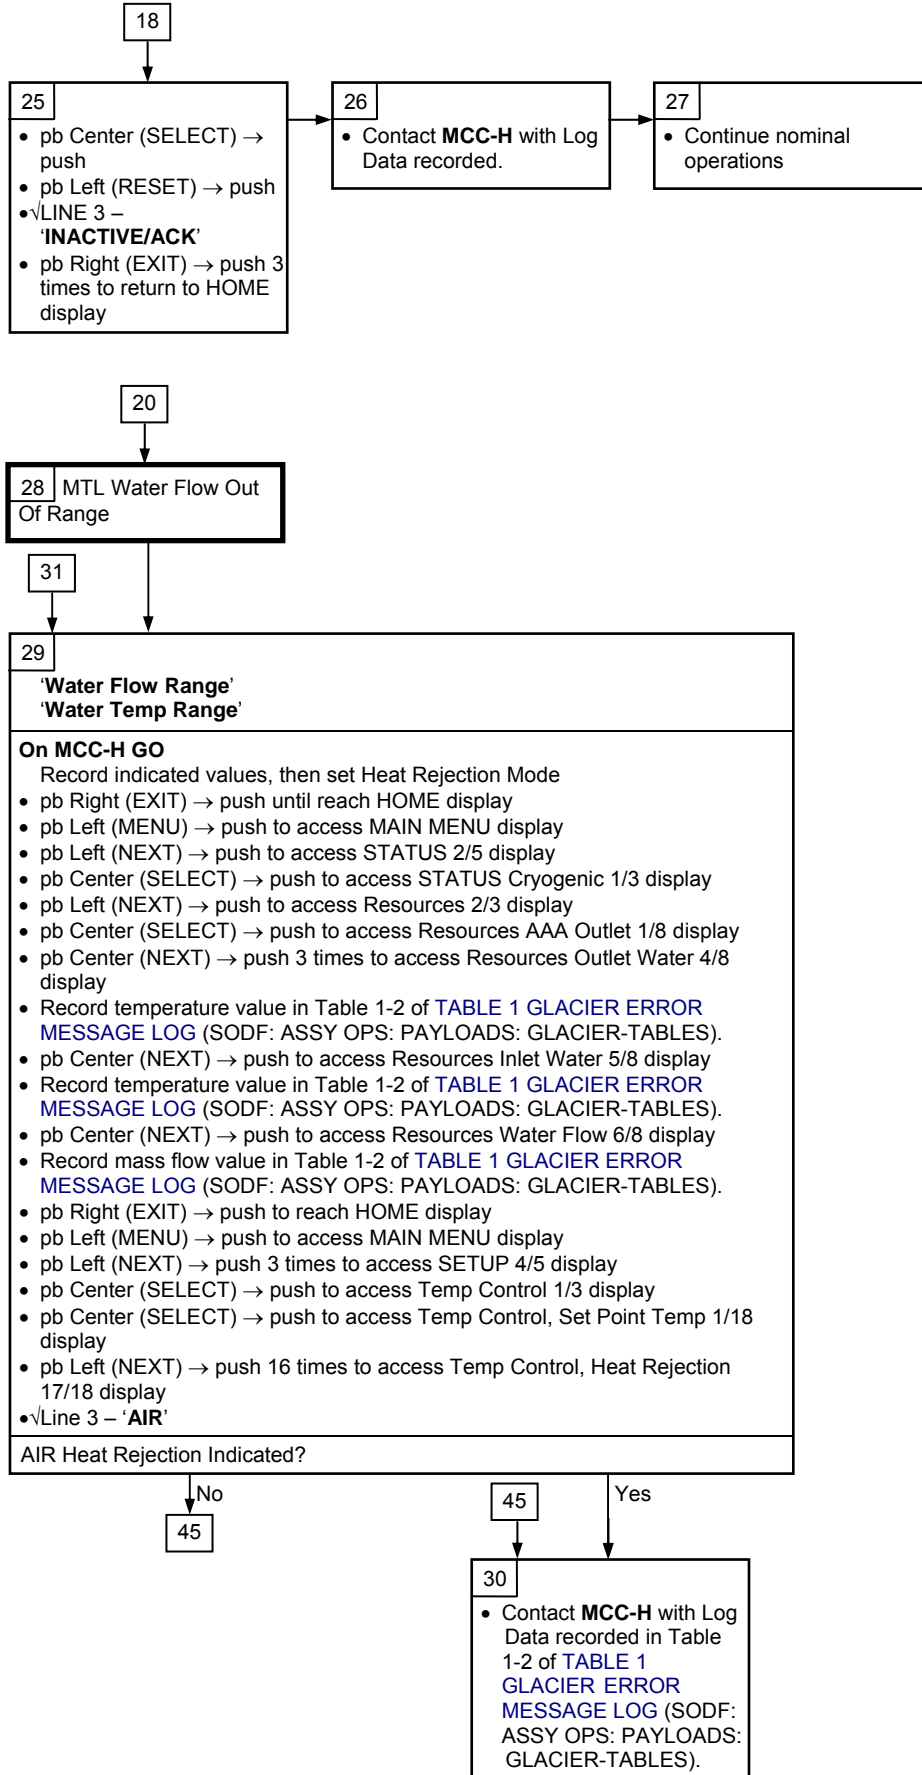 18
25
• pb Center (SELECT) →
push
• pb Left (RESET) → push
•√LINE 3 –
‘INACTIVE/ACK’
• pb Right (EXIT) → push 3
times to return to HOME
display
26
• Contact MCC-H with Log
Data recorded.
27
• Continue nominal
operations
20
28 MTL Water Flow Out
Of Range
31
29
‘Water Flow Range’
‘Water Temp Range’
On MCC-H GO
Record indicated values, then set Heat Rejection Mode
• pb Right (EXIT) → push until reach HOME display
• pb Left (MENU) → push to access MAIN MENU display
• pb Left (NEXT) → push to access STATUS 2/5 display
• pb Center (SELECT) → push to access STATUS Cryogenic 1/3 display
• pb Left (NEXT) → push to access Resources 2/3 display
• pb Center (SELECT) → push to access Resources AAA Outlet 1/8 display
• pb Center (NEXT) → push 3 times to access Resources Outlet Water 4/8
display
• Record temperature value in Table 1-2 of TABLE 1 GLACIER ERROR
MESSAGE LOG (SODF: ASSY OPS: PAYLOADS: GLACIER-TABLES).
• pb Center (NEXT) → push to access Resources Inlet Water 5/8 display
• Record temperature value in Table 1-2 of TABLE 1 GLACIER ERROR
MESSAGE LOG (SODF: ASSY OPS: PAYLOADS: GLACIER-TABLES).
• pb Center (NEXT) → push to access Resources Water Flow 6/8 display
• Record mass flow value in Table 1-2 of TABLE 1 GLACIER ERROR
MESSAGE LOG (SODF: ASSY OPS: PAYLOADS: GLACIER-TABLES).
• pb Right (EXIT) → push to reach HOME display
• pb Left (MENU) → push to access MAIN MENU display
• pb Left (NEXT) → push 3 times to access SETUP 4/5 display
• pb Center (SELECT) → push to access Temp Control 1/3 display
• pb Center (SELECT) → push to access Temp Control, Set Point Temp 1/18
display
• pb Left (NEXT) → push 16 times to access Temp Control, Heat Rejection
17/18 display
•√Line 3 – ‘AIR’
AIR Heat Rejection Indicated?
No
45
Yes
45
30
• Contact MCC-H with Log
Data recorded in Table
1-2 of TABLE 1
GLACIER ERROR
MESSAGE LOG (SODF:
ASSY OPS: PAYLOADS:
GLACIER-TABLES).